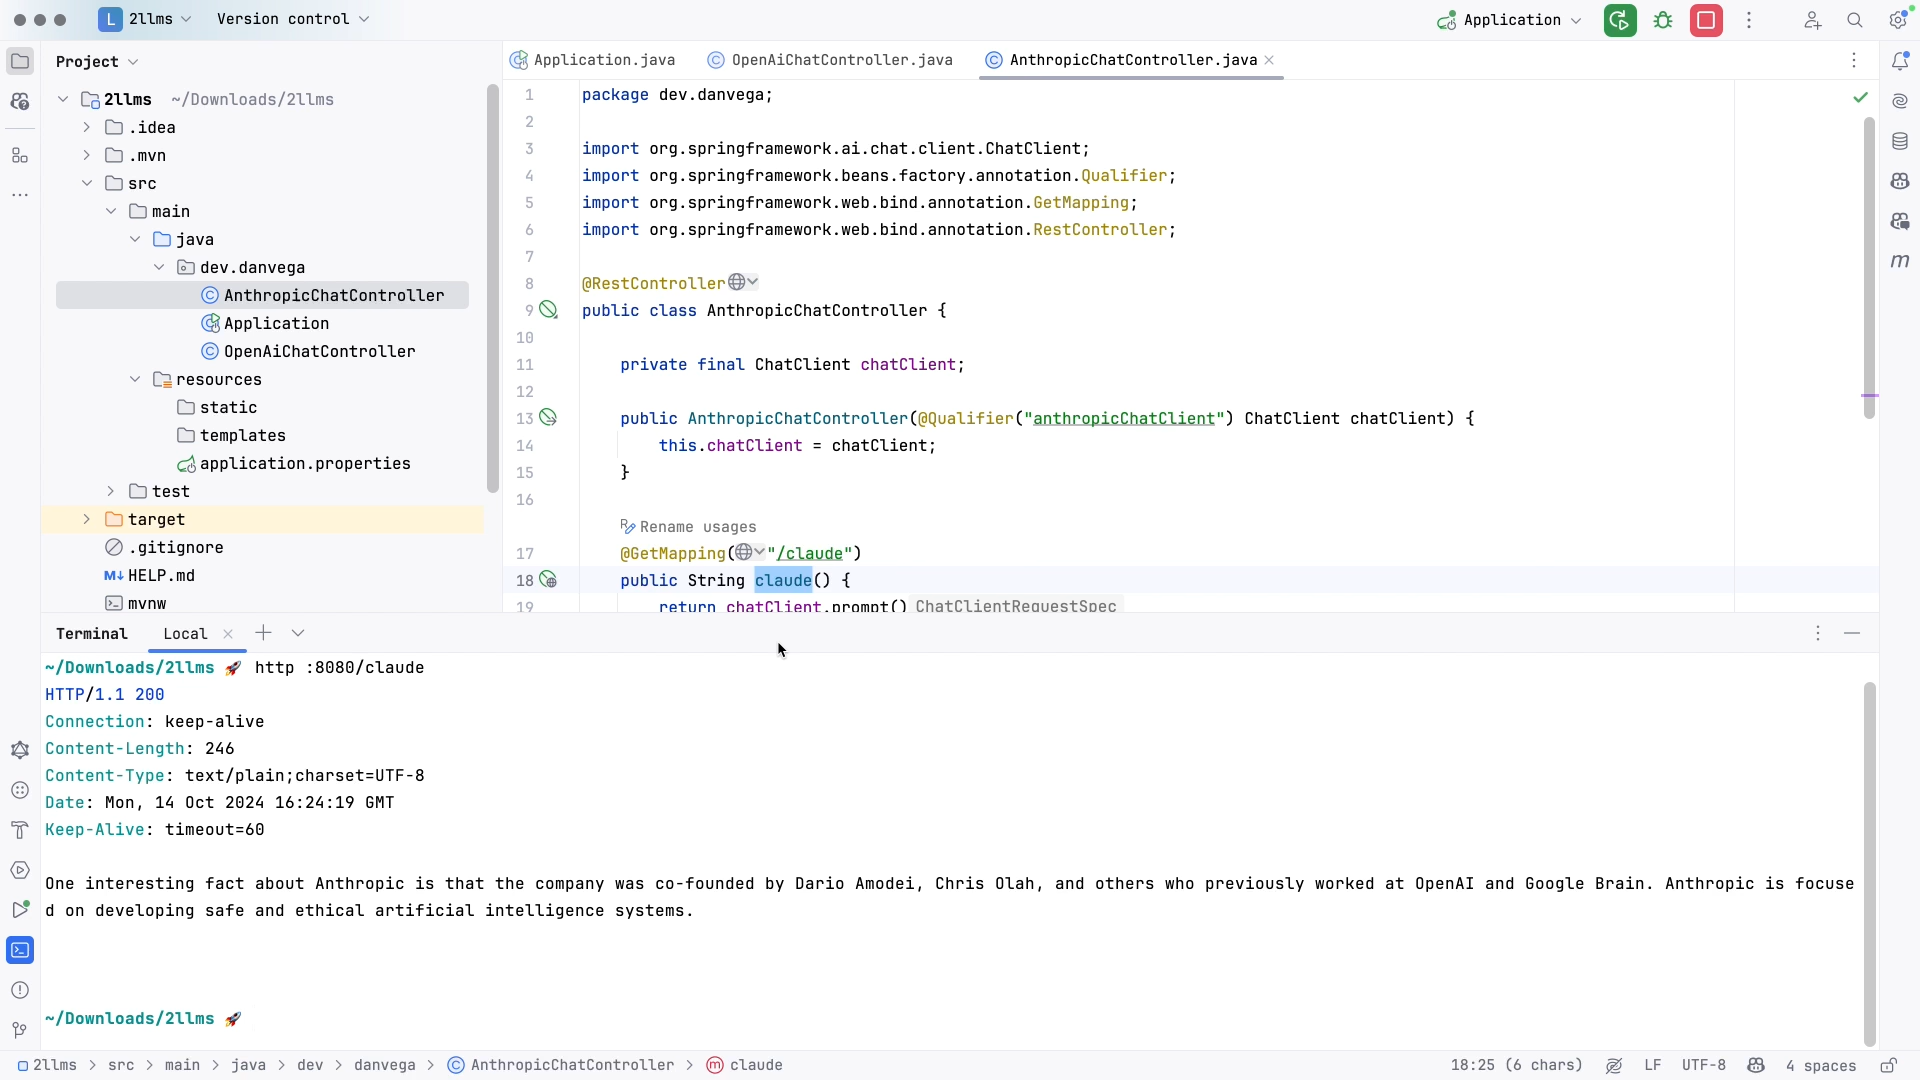 L 2llms Version control Application
Project
Application.java OpenAiChatController.java AnthropicChatController.java
2llms ~/Downloads/2llms
.idea
.mvn
src
main
java
dev.danvega
AnthropicChatController
Application
OpenAiChatController
resources
static
templates
application.properties
test
target
.gitignore
M↓ HELP.md
mvnw
1 package dev.danvega;
2
3 import org.springframework.ai.chat.client.ChatClient;
4 import org.springframework.beans.factory.annotation.Qualifier;
5 import org.springframework.web.bind.annotation.GetMapping;
6 import org.springframework.web.bind.annotation.RestController;
7
8 @RestController
9 public class AnthropicChatController {
10
11 private final ChatClient chatClient;
12
13 public AnthropicChatController(@Qualifier("anthropicChatClient") ChatClient chatClient) {
14 this.chatClient = chatClient;
15 }
16
Rename usages
17 @GetMapping("/claude")
18 public String claude() {
19 return chatClient.prompt() ChatClientRequestSpec
m
Terminal Local
~/Downloads/2llms 🚀 http :8080/claude
HTTP/1.1 200
Connection: keep-alive
Content-Length: 246
Content-Type: text/plain;charset=UTF-8
Date: Mon, 14 Oct 2024 16:24:19 GMT
Keep-Alive: timeout=60
One interesting fact about Anthropic is that the company was co-founded by Dario Amodei, Chris Olah, and others who previously worked at OpenAI and Google Brain. Anthropic is focuse
d on developing safe and ethical artificial intelligence systems.
~/Downloads/2llms 🚀
2llms > src > main > java > dev > danvega > AnthropicChatController > m claude 18:25 (6 chars) LF UTF-8 4 spaces